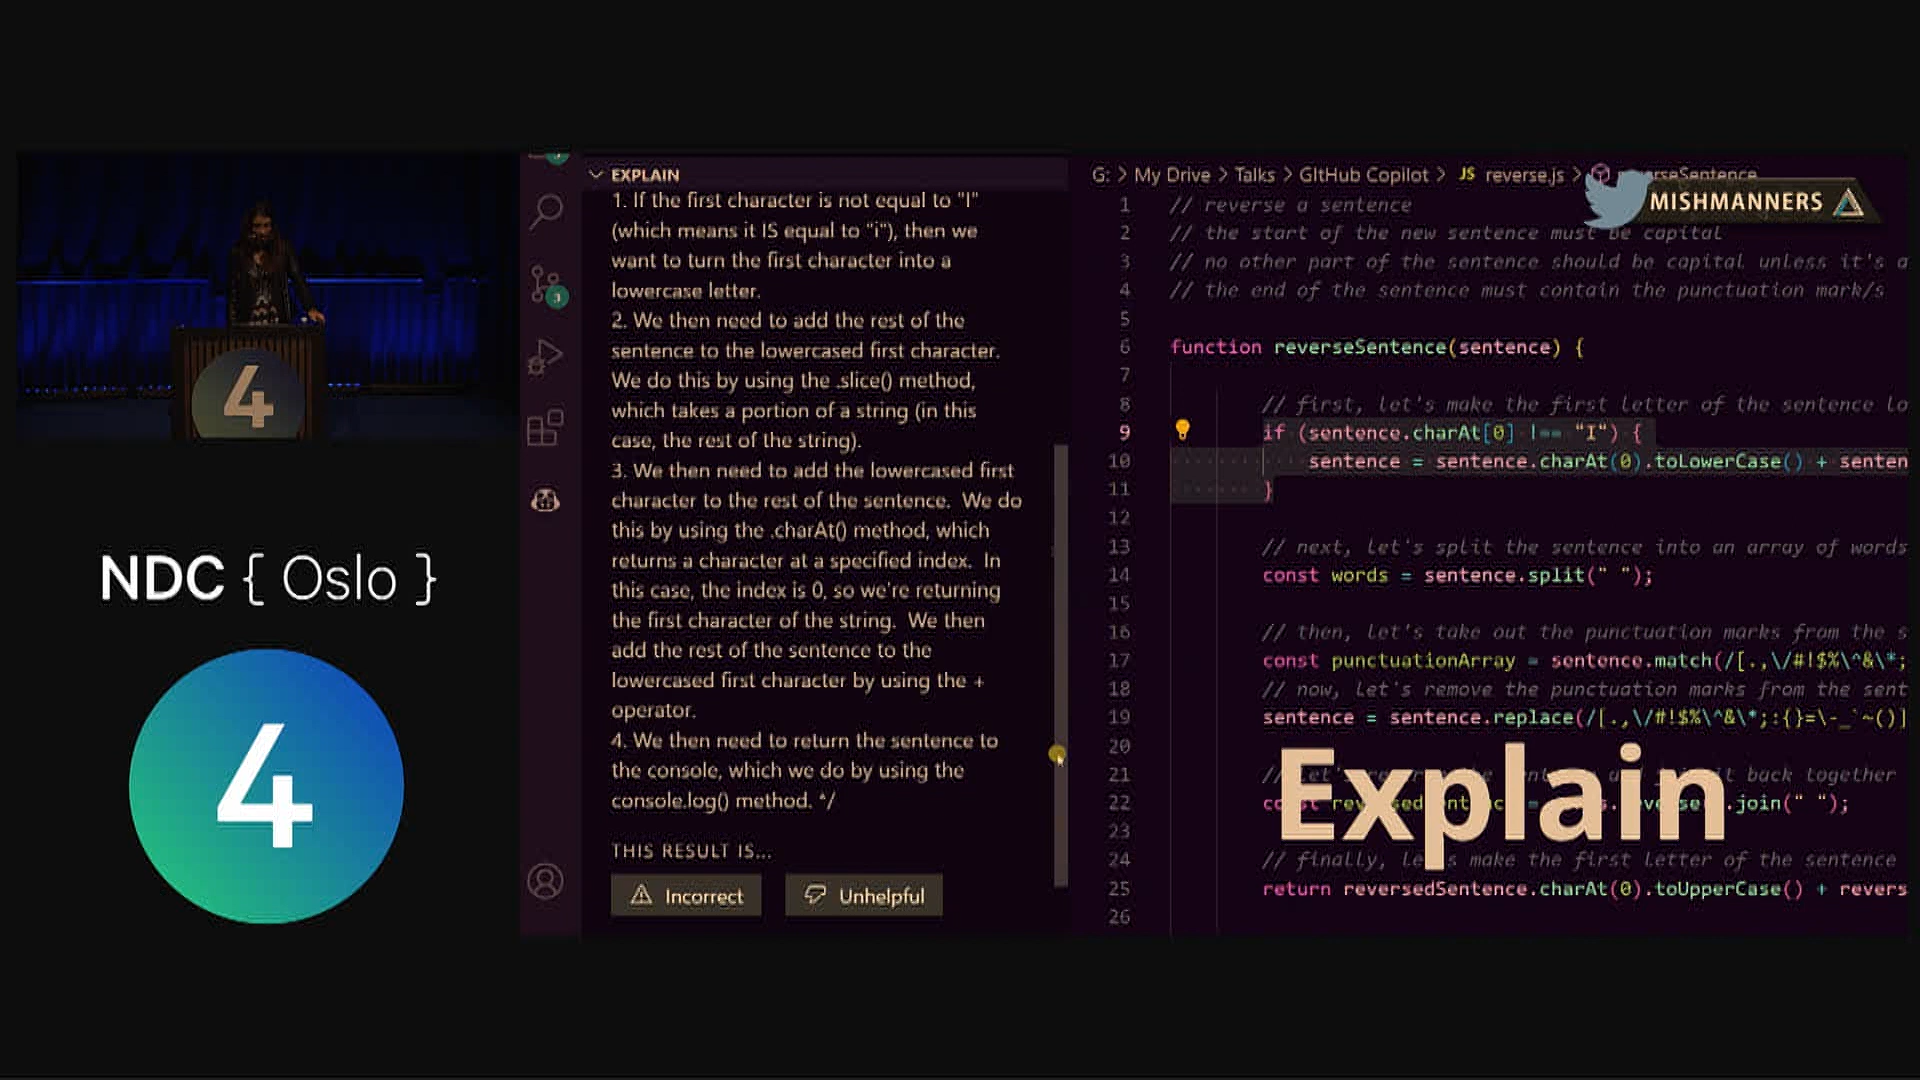 4
NDC { Oslo }
4
EXPLAIN
1. If the first character is not equal to "I"
(which means it IS equal to "i"), then we
want to turn the first character into a
lowercase letter.
2. We then need to add the rest of the
sentence to the lowercased first character.
We do this by using the .slice() method,
which takes a portion of a string (in this
case, the rest of the string).
3. We then need to add the lowercased first
character to the rest of the sentence. We do
this by using the .charAt() method, which
returns a character at a specified index. In
this case, the index is 0, so we're returning
the first character of the string. We then
add the rest of the sentence to the
lowercased first character by using the +
operator.
4. We then need to return the sentence to
the console, which we do by using the
console.log() method. */
THIS RESULT IS...
Incorrect
Unhelpful
3
G: > My Drive > Talks > GItHub Copilot > JS reverse.js > reverseSentence
MISHMANNERS
1 // reverse a sentence
2 // the start of the new sentence must be capital
3 // no other part of the sentence should be capital unless it's a
4 // the end of the sentence must contain the punctuation mark/s
5
6 function reverseSentence(sentence) {
7
8 // first, let's make the first letter of the sentence lo
9 if (sentence.charAt[0] !== "I") {
10 sentence = sentence.charAt(0).toLowerCase() + senten
11 }
12
13 // next, let's split the sentence into an array of words
14 const words = sentence.split(" ");
15
16 // then, let's take out the punctuation marks from the s
17 const punctuationArray = sentence.match(/[.,\/#!$%\^&\*;
18 // now, let's remove the punctuation marks from the sent
19 sentence = sentence.replace(/[.,\/#!$%\^&\*;:{}=\-_`~()]
20
21 // it back together
22 .join(" ");
23
24 // finally, make the first letter of the sentence
25 return reversedSentence.charAt(0).toUpperCase() + revers
26
Explain